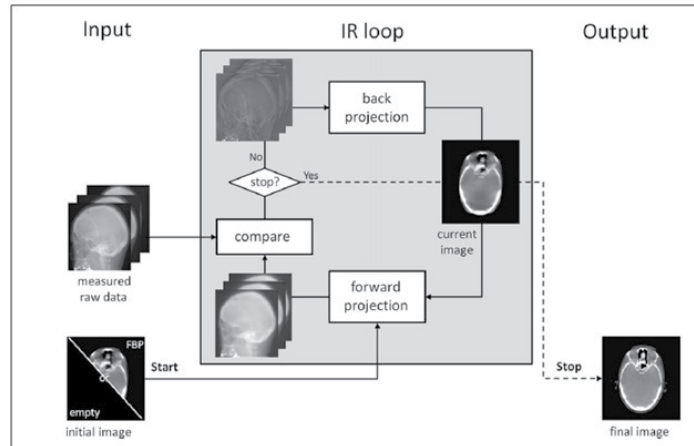 Input
IR loop
Output
back
projection
No
stop?
Yes
compare
current
image
measured
raw data
forward
projection
FBP
or
empty
Start
initial image
Stop
final image